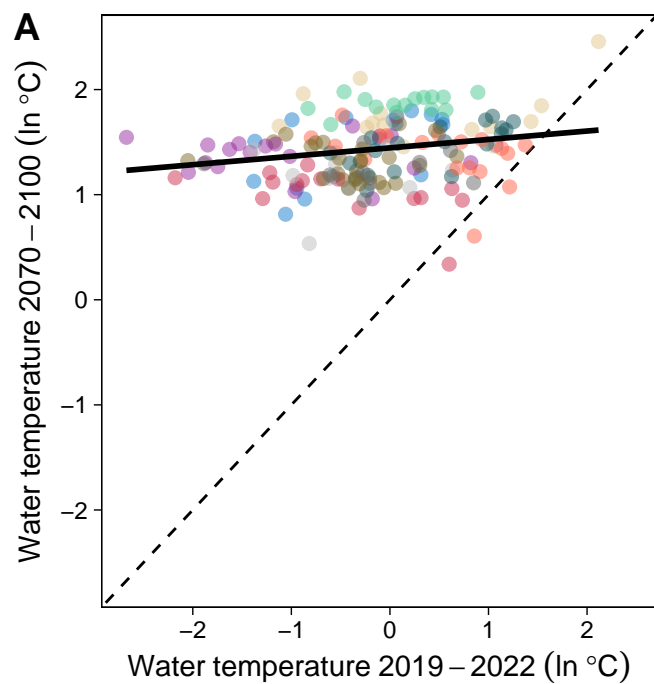 A
Water temperature 2070 – 2100 (ln °C)
2
1
0
−1
−2
−2 −1 0 1 2
Water temperature 2019 – 2022 (ln °C)